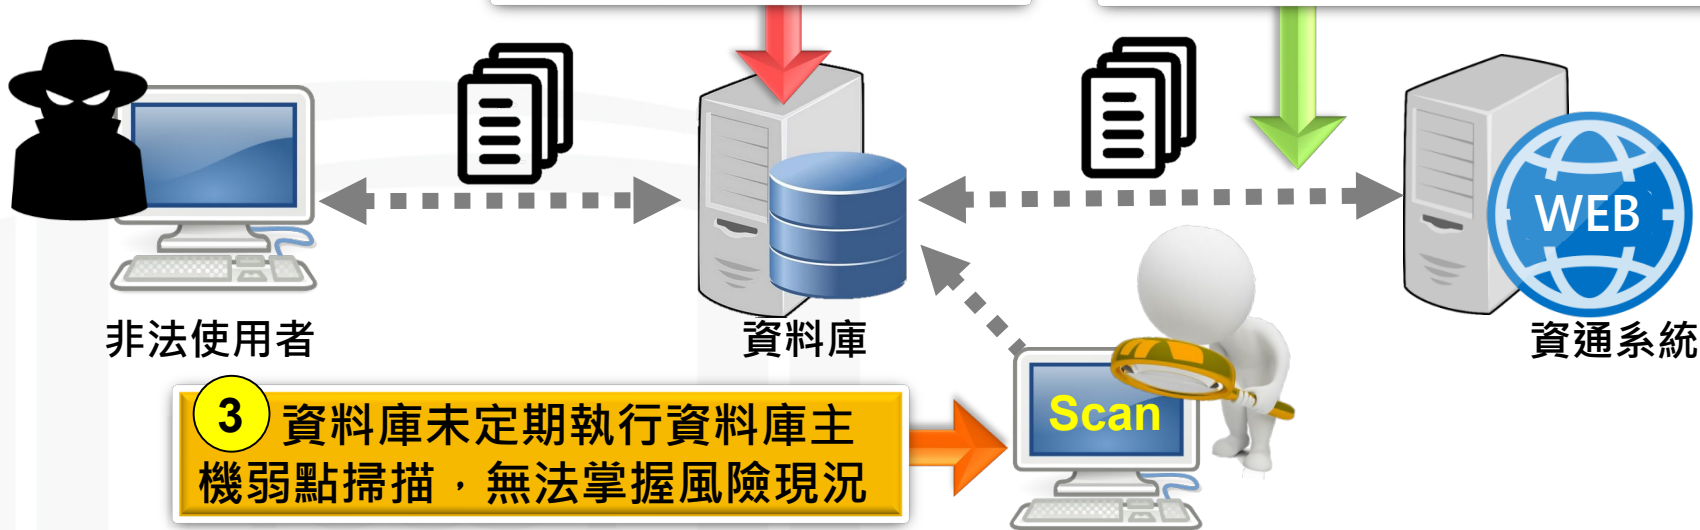 WEB
非法使用者
資料庫
資通系統
3 資料庫未定期執行資料庫主
機弱點掃描，無法掌握風險現況
Scan